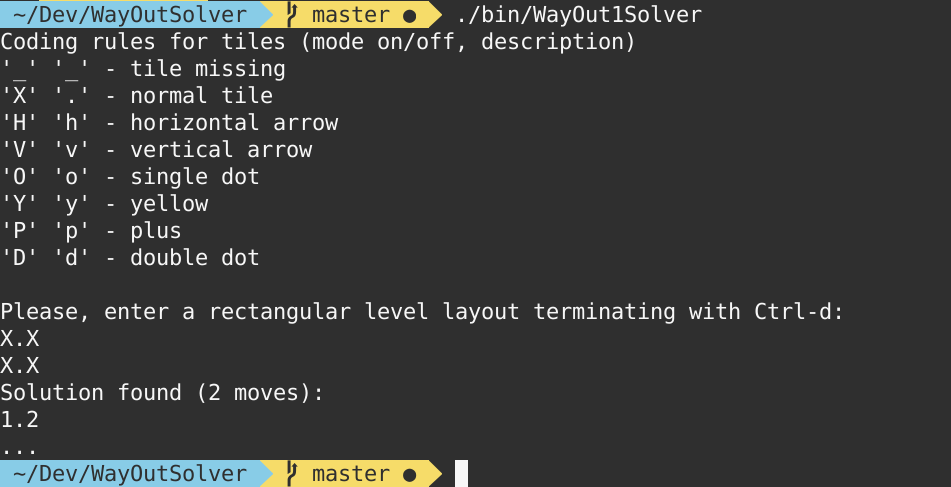 ~/Dev/WayOutSolver master ● ./bin/WayOut1Solver
Coding rules for tiles (mode on/off, description)
'_' '_' - tile missing
'X' '.' - normal tile
'H' 'h' - horizontal arrow
'V' 'v' - vertical arrow
'O' 'o' - single dot
'Y' 'y' - yellow
'P' 'p' - plus
'D' 'd' - double dot
Please, enter a rectangular level layout terminating with Ctrl-d:
X.X
X.X
Solution found (2 moves):
1.2
...
~/Dev/WayOutSolver master ●